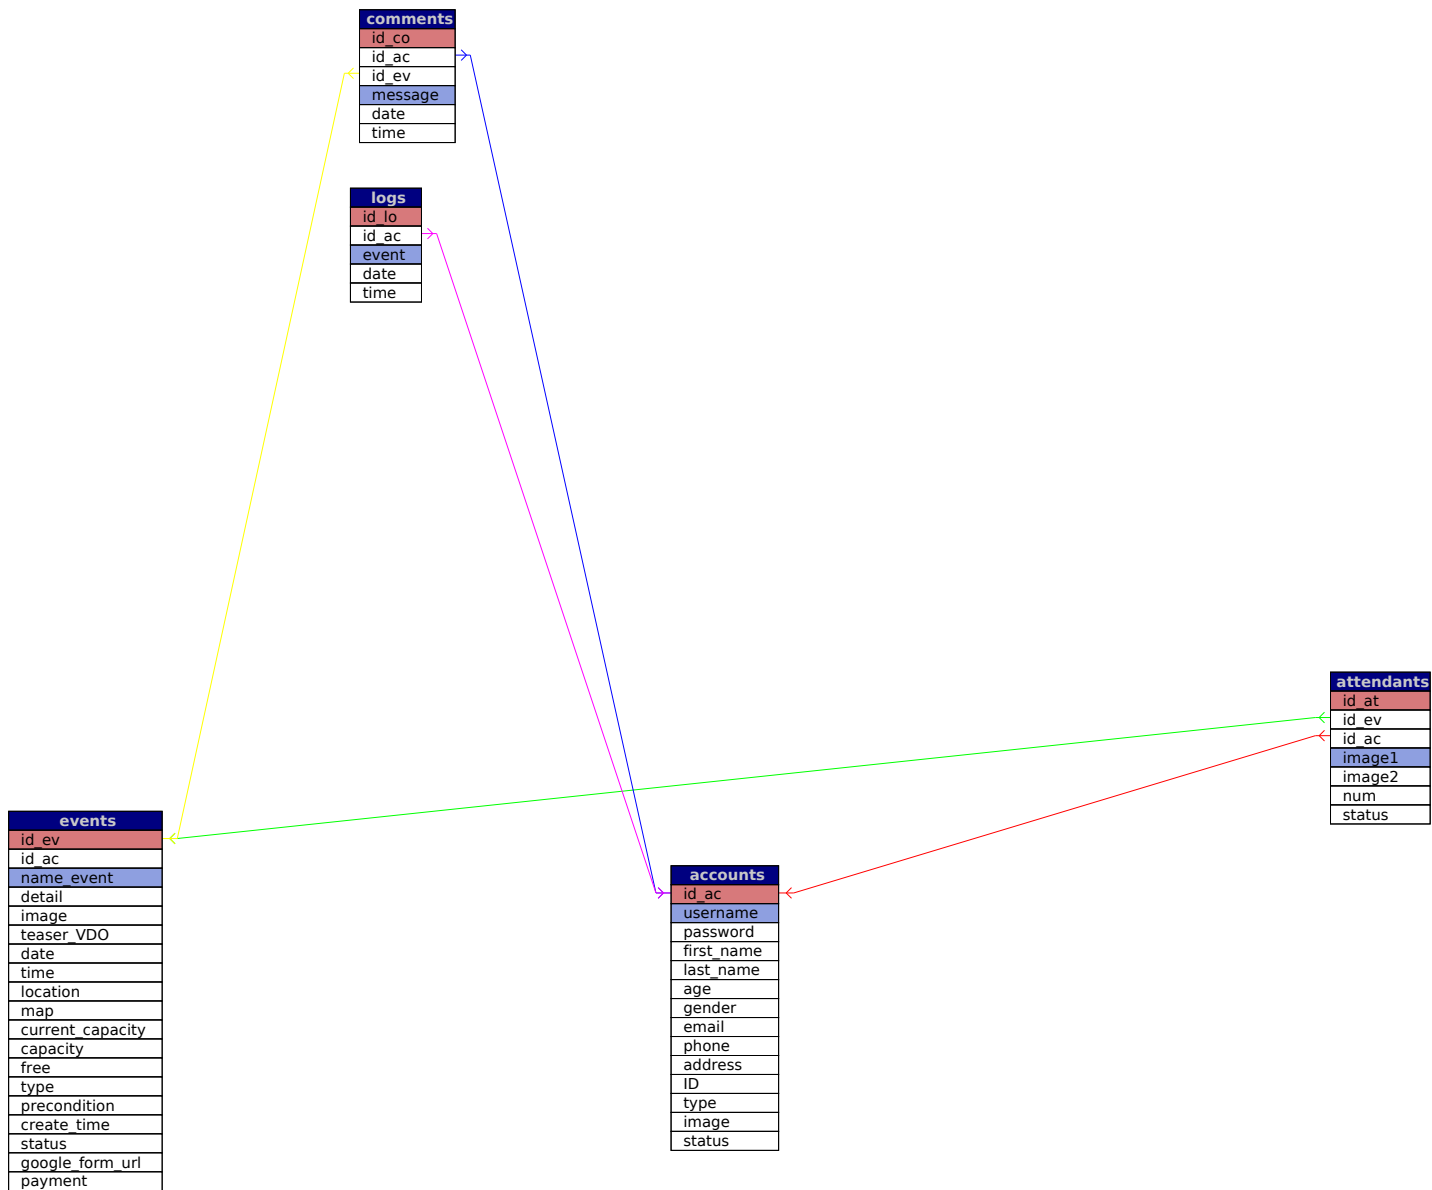 comments
id_co
id_ac
id_ev
message
date
time
logs
id_lo
id_ac
event
date
time
attendants
id_at
id_ev
id_ac
image1
image2
num
status
events
id_ev
id_ac
name_event
detail
image
teaser_VDO
date
time
location
map
current_capacity
capacity
free
type
precondition
create_time
status
google_form_url
payment
accounts
id_ac
username
password
first_name
last_name
age
gender
email
phone
address
ID
type
image
status